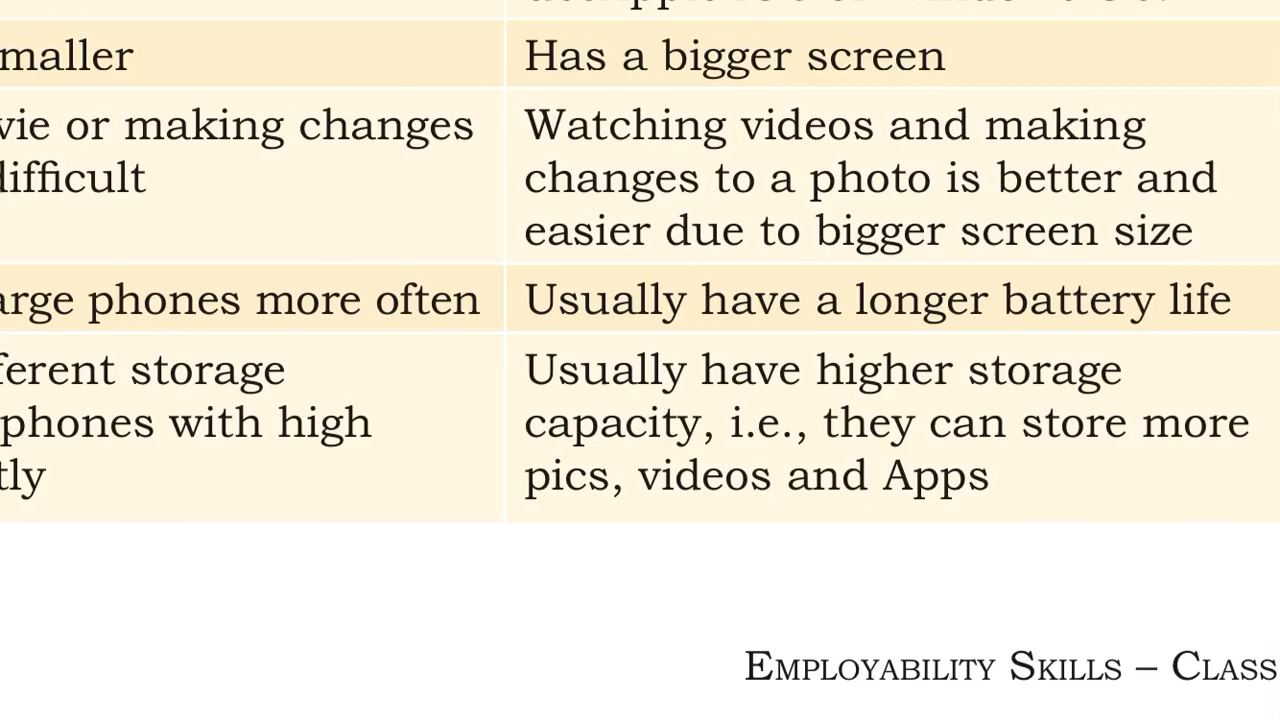 maller
Has a bigger screen
vie or making changes
difficult
Watching videos and making
changes to a photo is better and
easier due to bigger screen size
arge phones more often
Usually have a longer battery life
ferent storage
phones with high
tly
Usually have higher storage
capacity, i.e., they can store more
pics, videos and Apps
Employability Skills – Class